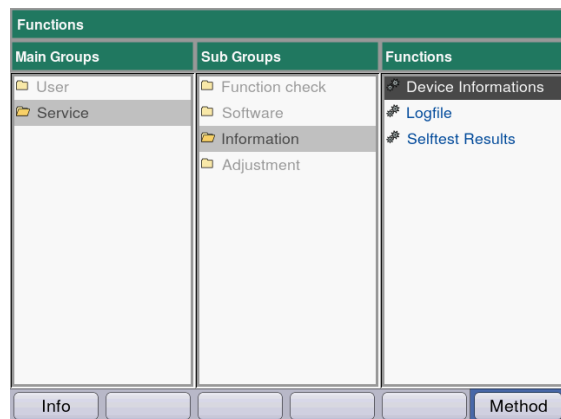 Functions
Main Groups Sub Groups Functions
User Function check Device Informations
Service Software Logfile
Information Selftest Results
Adjustment
Info Method